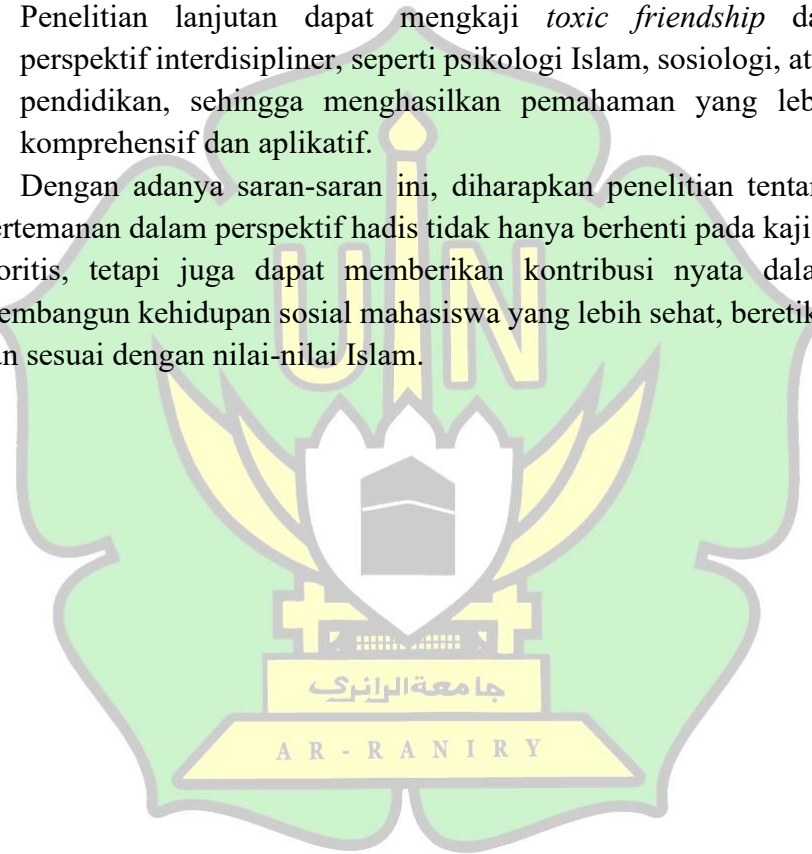 Penelitian lanjutan dapat mengkaji toxic friendship da
perspektif interdisipliner, seperti psikologi Islam, sosiologi, at
pendidikan, sehingga menghasilkan pemahaman yang leb
komprehensif dan aplikatif.
Dengan adanya saran-saran ini, diharapkan penelitian tentan
ertemanan dalam perspektif hadis tidak hanya berhenti pada kaji
oritis, tetapi juga dapat memberikan kontribusi nyata dala
embangun kehidupan sosial mahasiswa yang lebih sehat, beretik
an sesuai dengan nilai-nilai Islam.
UIN
جامعةالرانري
AR-RANIRY